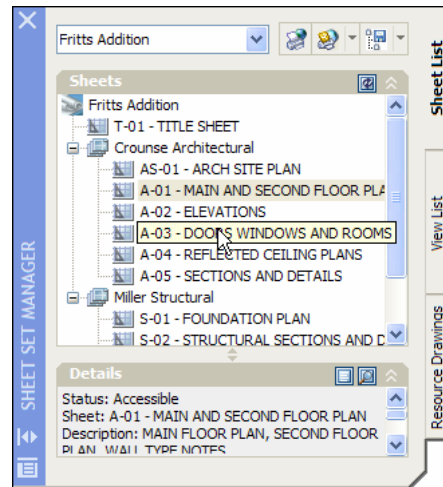 Fritts Addition
Sheets
Fritts Addition
T-01 - TITLE SHEET
Crounse Architectural
AS-01 - ARCH SITE PLAN
A-01 - MAIN AND SECOND FLOOR PLA
A-02 - ELEVATIONS
A-03 - DOORS WINDOWS AND ROOMS
A-04 - REFLECTED CEILING PLANS
A-05 - SECTIONS AND DETAILS
Miller Structural
S-01 - FOUNDATION PLAN
S-02 - STRUCTURAL SECTIONS AND D
Details
Status: Accessible
Sheet: A-01 - MAIN AND SECOND FLOOR PLAN
Description: MAIN FLOOR PLAN, SECOND FLOOR
PLAN, WALL TYPE NOTES
SHEET SET MANAGER
Sheet List
View List
Resource Drawings